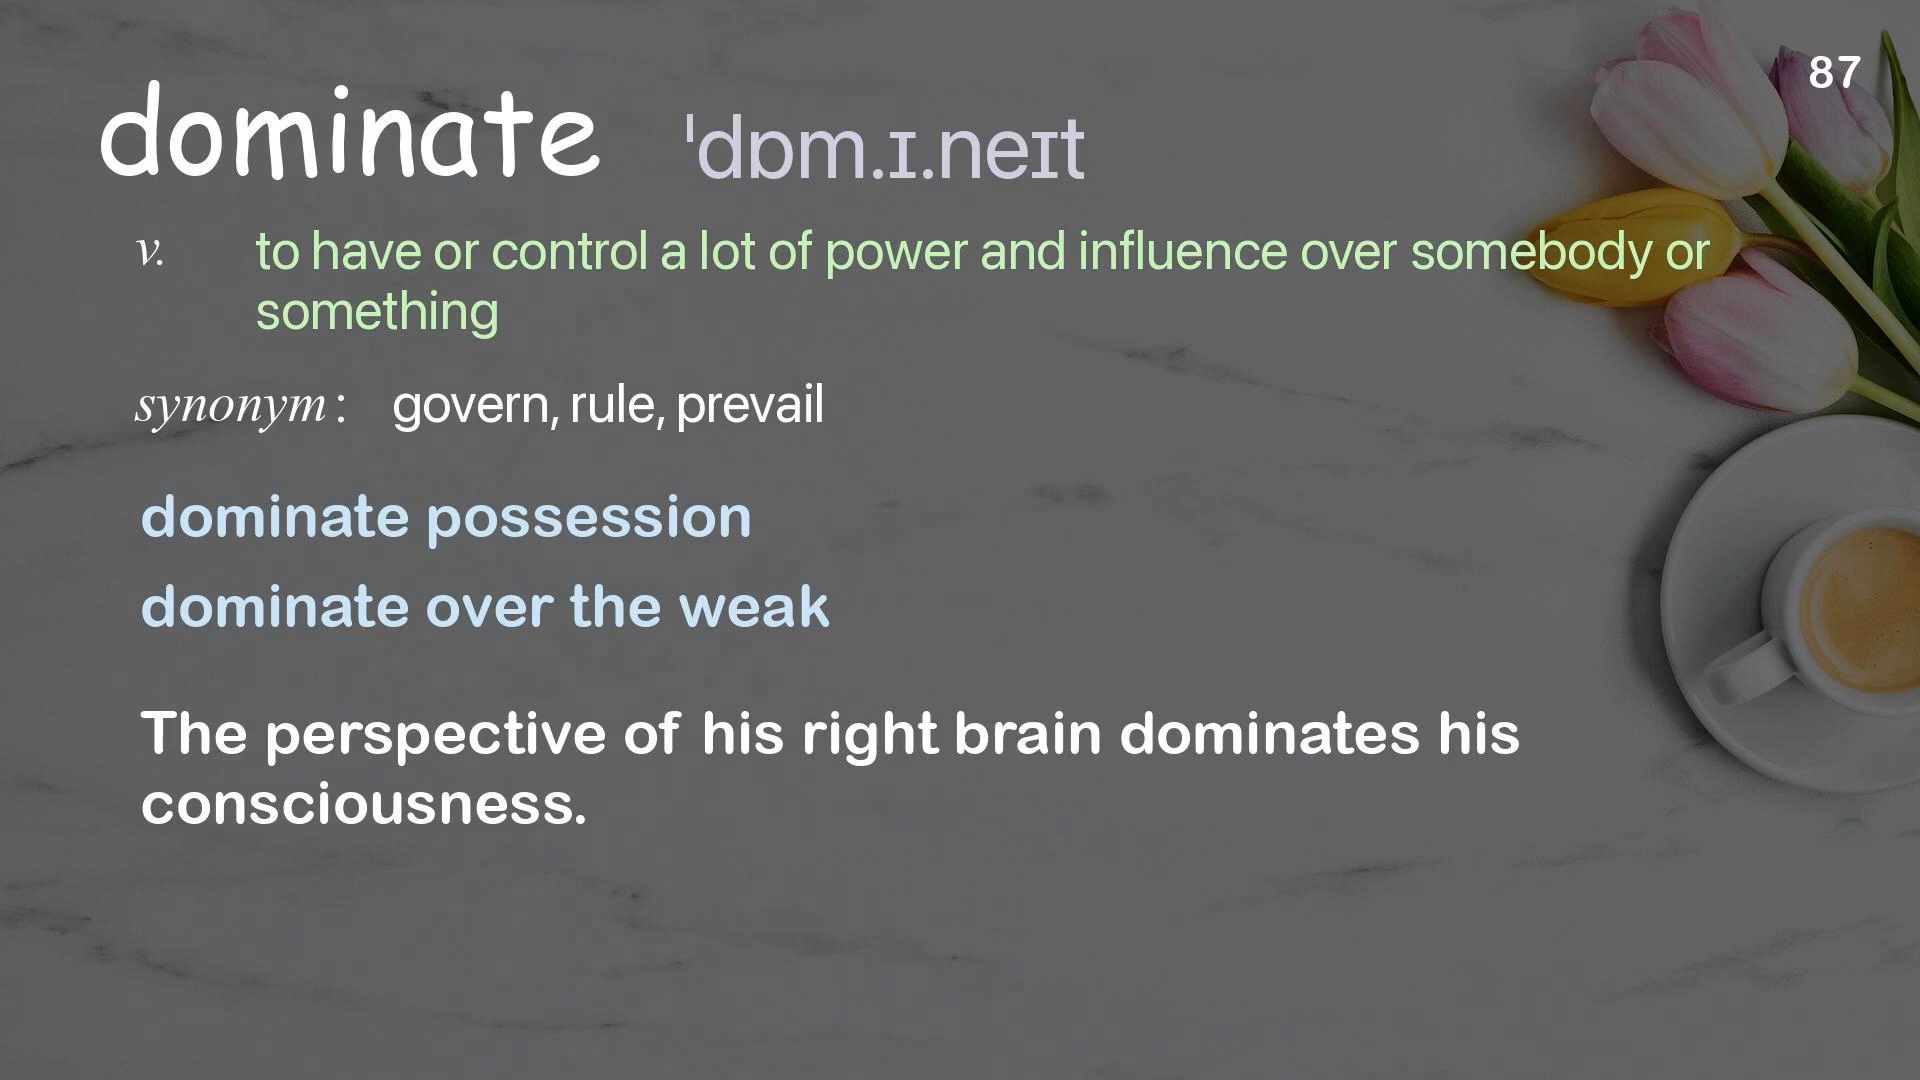 87
dominate ˈdɒm.ɪ.neɪt
v. to have or control a lot of power and influence over somebody or
something
synonym : govern, rule, prevail
dominate possession
dominate over the weak
The perspective of his right brain dominates his
consciousness.